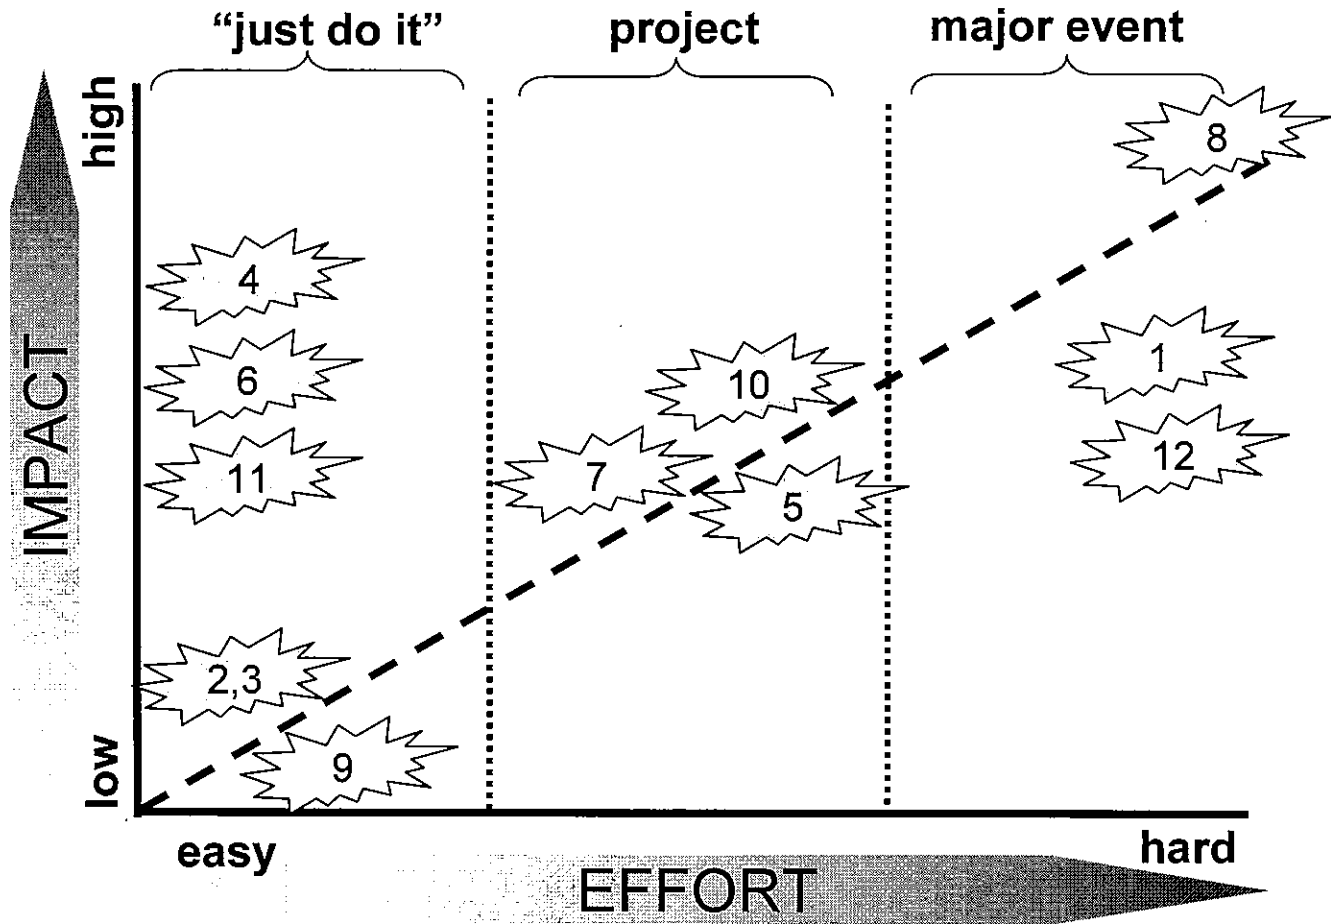 “just do it”
project
major event
high
8
4
6
10
1
11
7
12
5
2,3
9
low
IMPACT
easy
hard
EFFORT